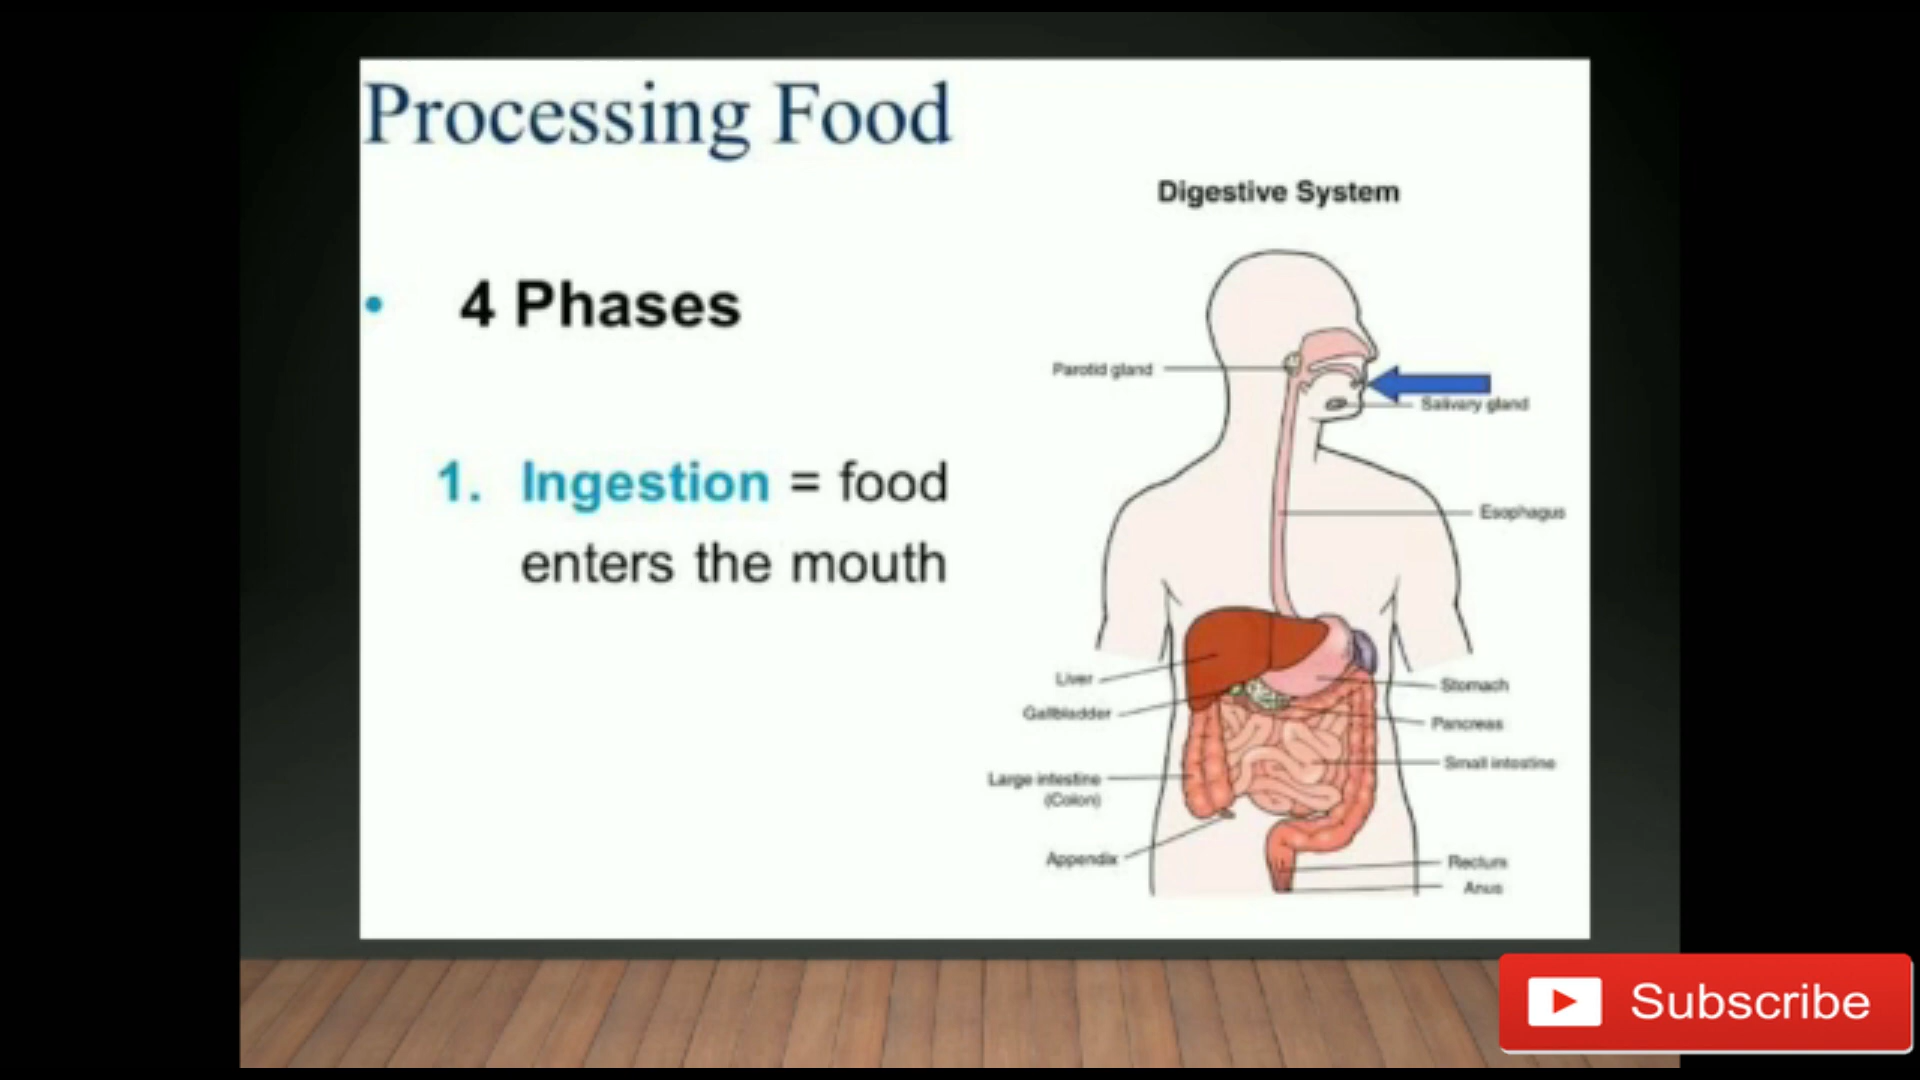 Processing Food
• 4 Phases
1. Ingestion = food
enters the mouth
Digestive System
Parotid gland
Salivary gland
Esophagus
Liver
Gallbladder
Large intestine
(Colon)
Appendix
Stomach
Pancreas
Small intestine
Rectum
Anus
Subscribe